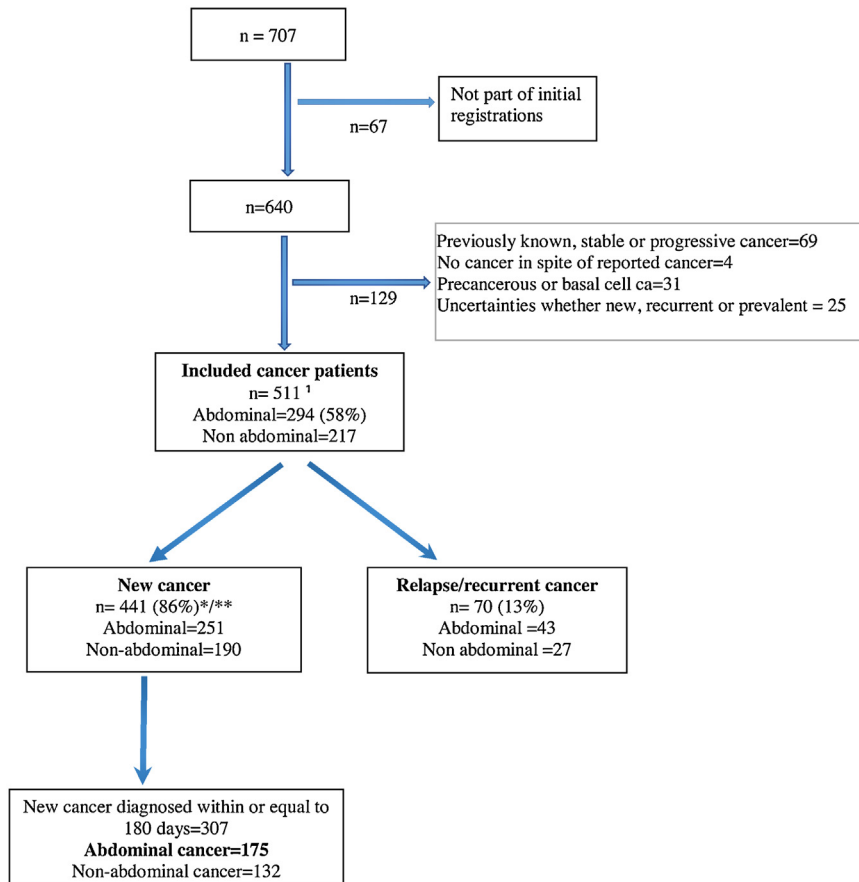 n = 707
Not part of initial
registrations
n=67
n=640
Previously known, stable or progressive cancer=69
No cancer in spite of reported cancer=4
Precancerous or basal cell ca=31
Uncertainties whether new, recurrent or prevalent = 25
n=129
Included cancer patients
n= 511 ¹
Abdominal=294 (58%)
Non abdominal=217
New cancer
n= 441 (86%)*/**
Abdominal=251
Non-abdominal=190
Relapse/recurrent cancer
n= 70 (13%)
Abdominal =43
Non abdominal =27
New cancer diagnosed within or equal to
180 days=307
Abdominal cancer=175
Non-abdominal cancer=132